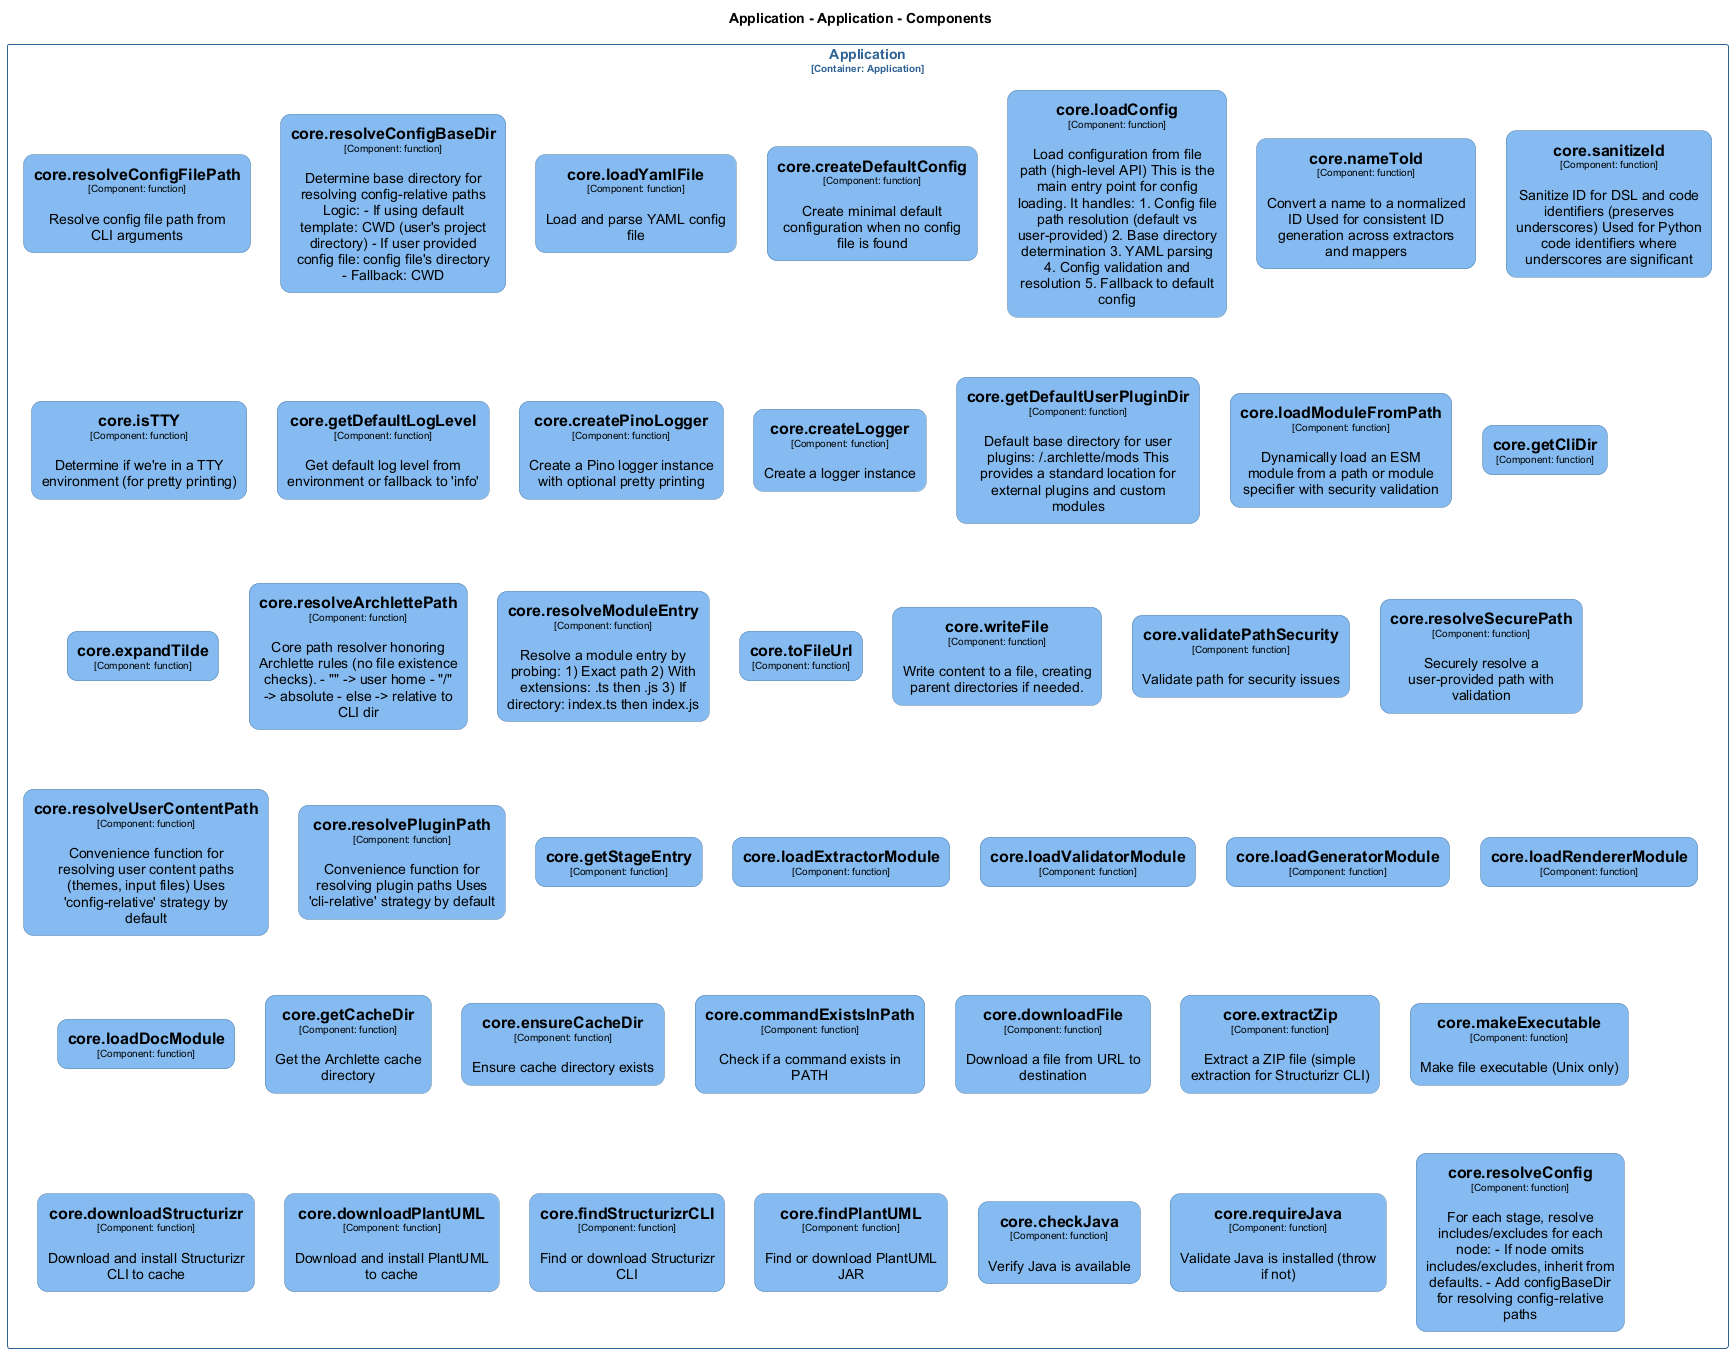 Application - Application - Components
Application
[Container: Application]
core.resolveConfigFilePath
[Component: function]
Resolve config file path from
CLI arguments
core.resolveConfigBaseDir
[Component: function]
Determine base directory for
resolving config-relative paths
Logic: - If using default
template: CWD (user's project
directory) - If user provided
config file: config file's directory
- Fallback: CWD
core.loadYamlFile
[Component: function]
Load and parse YAML config
file
core.createDefaultConfig
[Component: function]
Create minimal default
configuration when no config
file is found
core.loadConfig
[Component: function]
Load configuration from file
path (high-level API) This is the
main entry point for config
loading. It handles: 1. Config file
path resolution (default vs
user-provided) 2. Base directory
determination 3. YAML parsing
4. Config validation and
resolution 5. Fallback to default
config
core.nameToId
[Component: function]
Convert a name to a normalized
ID Used for consistent ID
generation across extractors
and mappers
core.sanitizeId
[Component: function]
Sanitize ID for DSL and code
identifiers (preserves
underscores) Used for Python
code identifiers where
underscores are significant
core.isTTY
[Component: function]
Determine if we're in a TTY
environment (for pretty printing)
core.getDefaultLogLevel
[Component: function]
Get default log level from
environment or fallback to 'info'
core.createPinoLogger
[Component: function]
Create a Pino logger instance
with optional pretty printing
core.createLogger
[Component: function]
Create a logger instance
core.getDefaultUserPluginDir
[Component: function]
Default base directory for user
plugins: /.archlette/mods This
provides a standard location for
external plugins and custom
modules
core.loadModuleFromPath
[Component: function]
Dynamically load an ESM
module from a path or module
specifier with security validation
core.getCliDir
[Component: function]
core.expandTilde
[Component: function]
core.resolveArchlettePath
[Component: function]
Core path resolver honoring
Archlette rules (no file existence
checks). - "" -> user home - "/"
-> absolute - else -> relative to
CLI dir
core.resolveModuleEntry
[Component: function]
Resolve a module entry by
probing: 1) Exact path 2) With
extensions: .ts then .js 3) If
directory: index.ts then index.js
core.toFileUrl
[Component: function]
core.writeFile
[Component: function]
Write content to a file, creating
parent directories if needed.
core.validatePathSecurity
[Component: function]
Validate path for security issues
core.resolveSecurePath
[Component: function]
Securely resolve a
user-provided path with
validation
core.resolveUserContentPath
[Component: function]
Convenience function for
resolving user content paths
(themes, input files) Uses
'config-relative' strategy by
default
core.resolvePluginPath
[Component: function]
Convenience function for
resolving plugin paths Uses
'cli-relative' strategy by default
core.getStageEntry
[Component: function]
core.loadExtractorModule
[Component: function]
core.loadValidatorModule
[Component: function]
core.loadGeneratorModule
[Component: function]
core.loadRendererModule
[Component: function]
core.loadDocModule
[Component: function]
core.getCacheDir
[Component: function]
Get the Archlette cache
directory
core.ensureCacheDir
[Component: function]
Ensure cache directory exists
core.commandExistsInPath
[Component: function]
Check if a command exists in
PATH
core.downloadFile
[Component: function]
Download a file from URL to
destination
core.extractZip
[Component: function]
Extract a ZIP file (simple
extraction for Structurizr CLI)
core.makeExecutable
[Component: function]
Make file executable (Unix only)
core.downloadStructurizr
[Component: function]
Download and install Structurizr
CLI to cache
core.downloadPlantUML
[Component: function]
Download and install PlantUML
to cache
core.findStructurizrCLI
[Component: function]
Find or download Structurizr
CLI
core.findPlantUML
[Component: function]
Find or download PlantUML
JAR
core.checkJava
[Component: function]
Verify Java is available
core.requireJava
[Component: function]
Validate Java is installed (throw
if not)
core.resolveConfig
[Component: function]
For each stage, resolve
includes/excludes for each
node: - If node omits
includes/excludes, inherit from
defaults. - Add configBaseDir
for resolving config-relative
paths